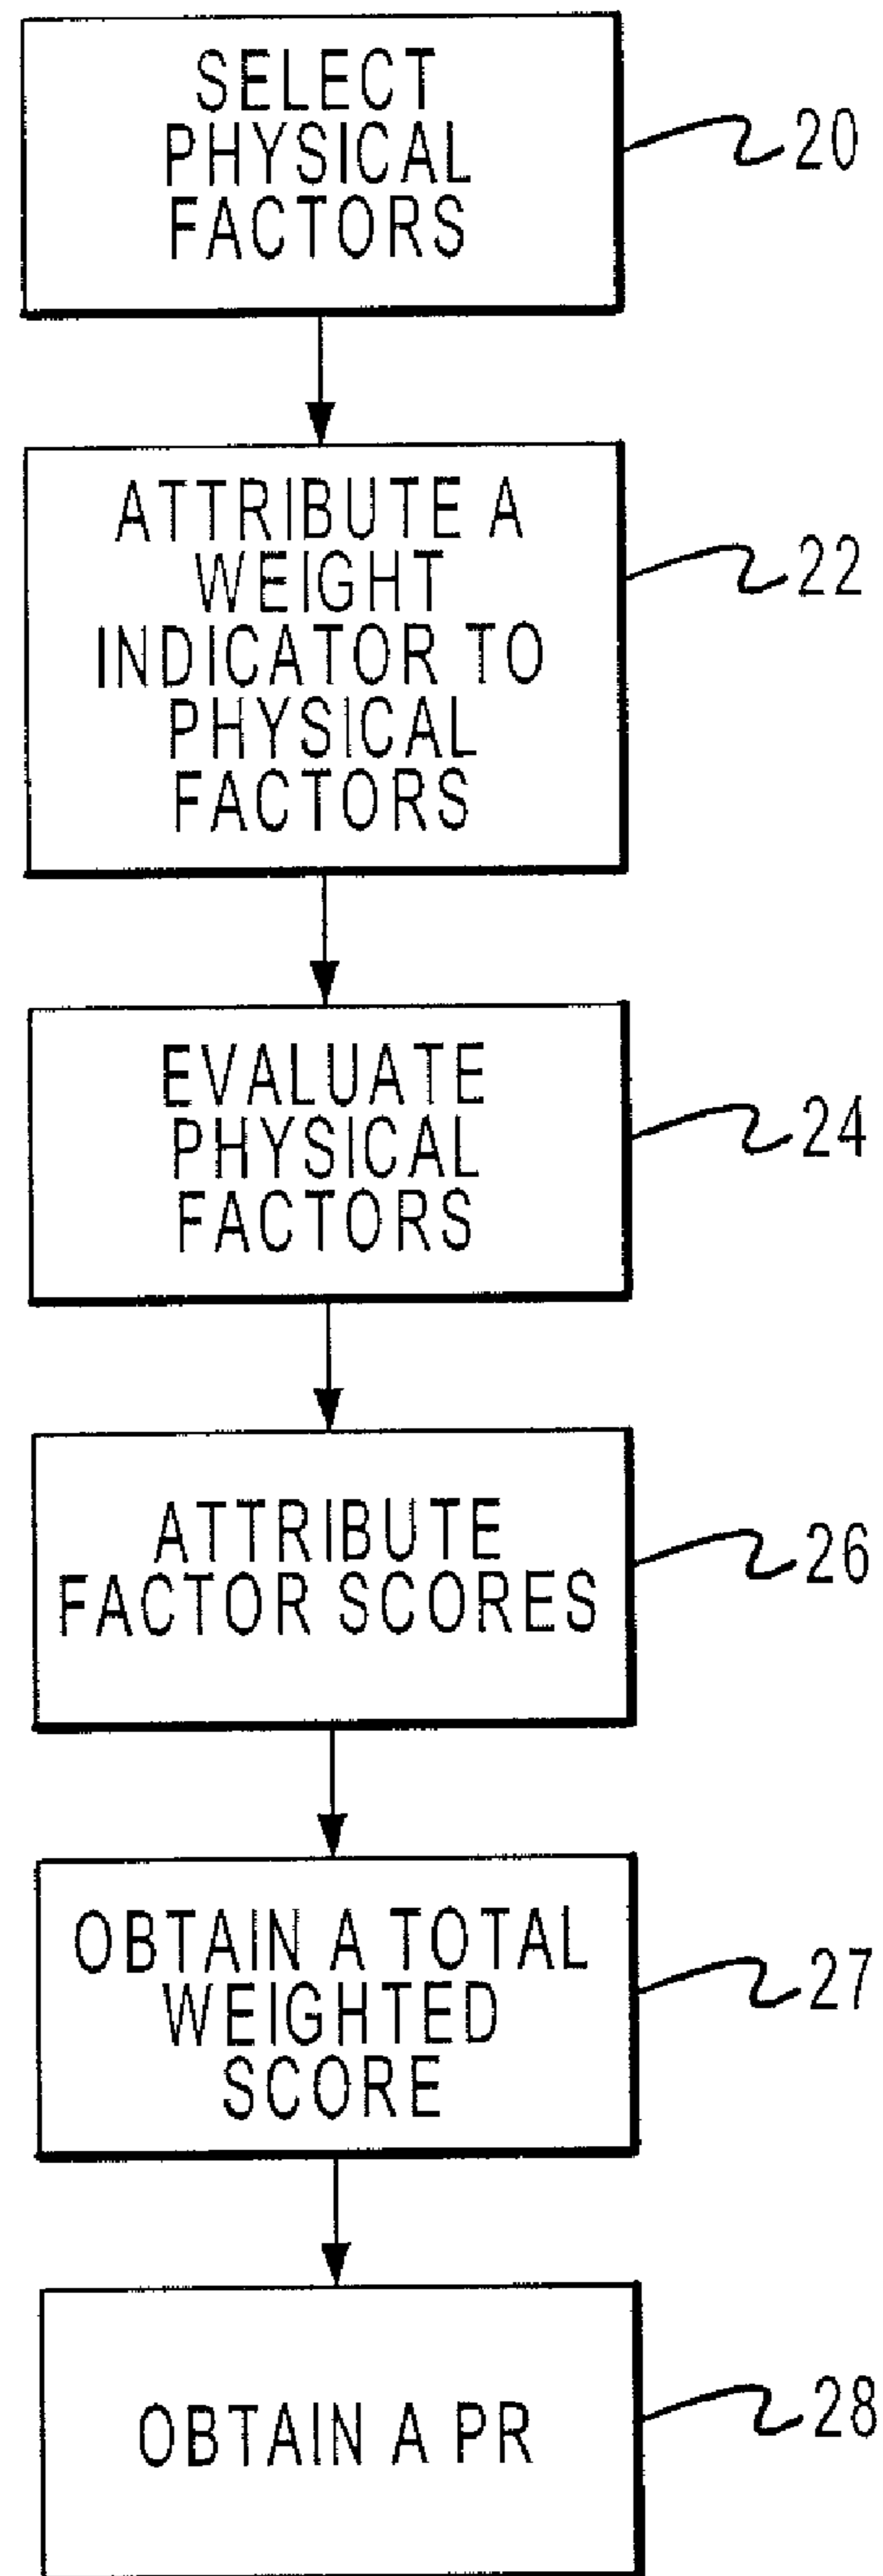 SELECT
PHYSICAL
FACTORS
20
ATTRIBUTE A
WEIGHT
INDICATOR TO
PHYSICAL
FACTORS
22
EVALUATE
PHYSICAL
FACTORS
24
ATTRIBUTE
FACTOR SCORES
26
OBTAIN A TOTAL
WEIGHTED
SCORE
27
OBTAIN A PR
28